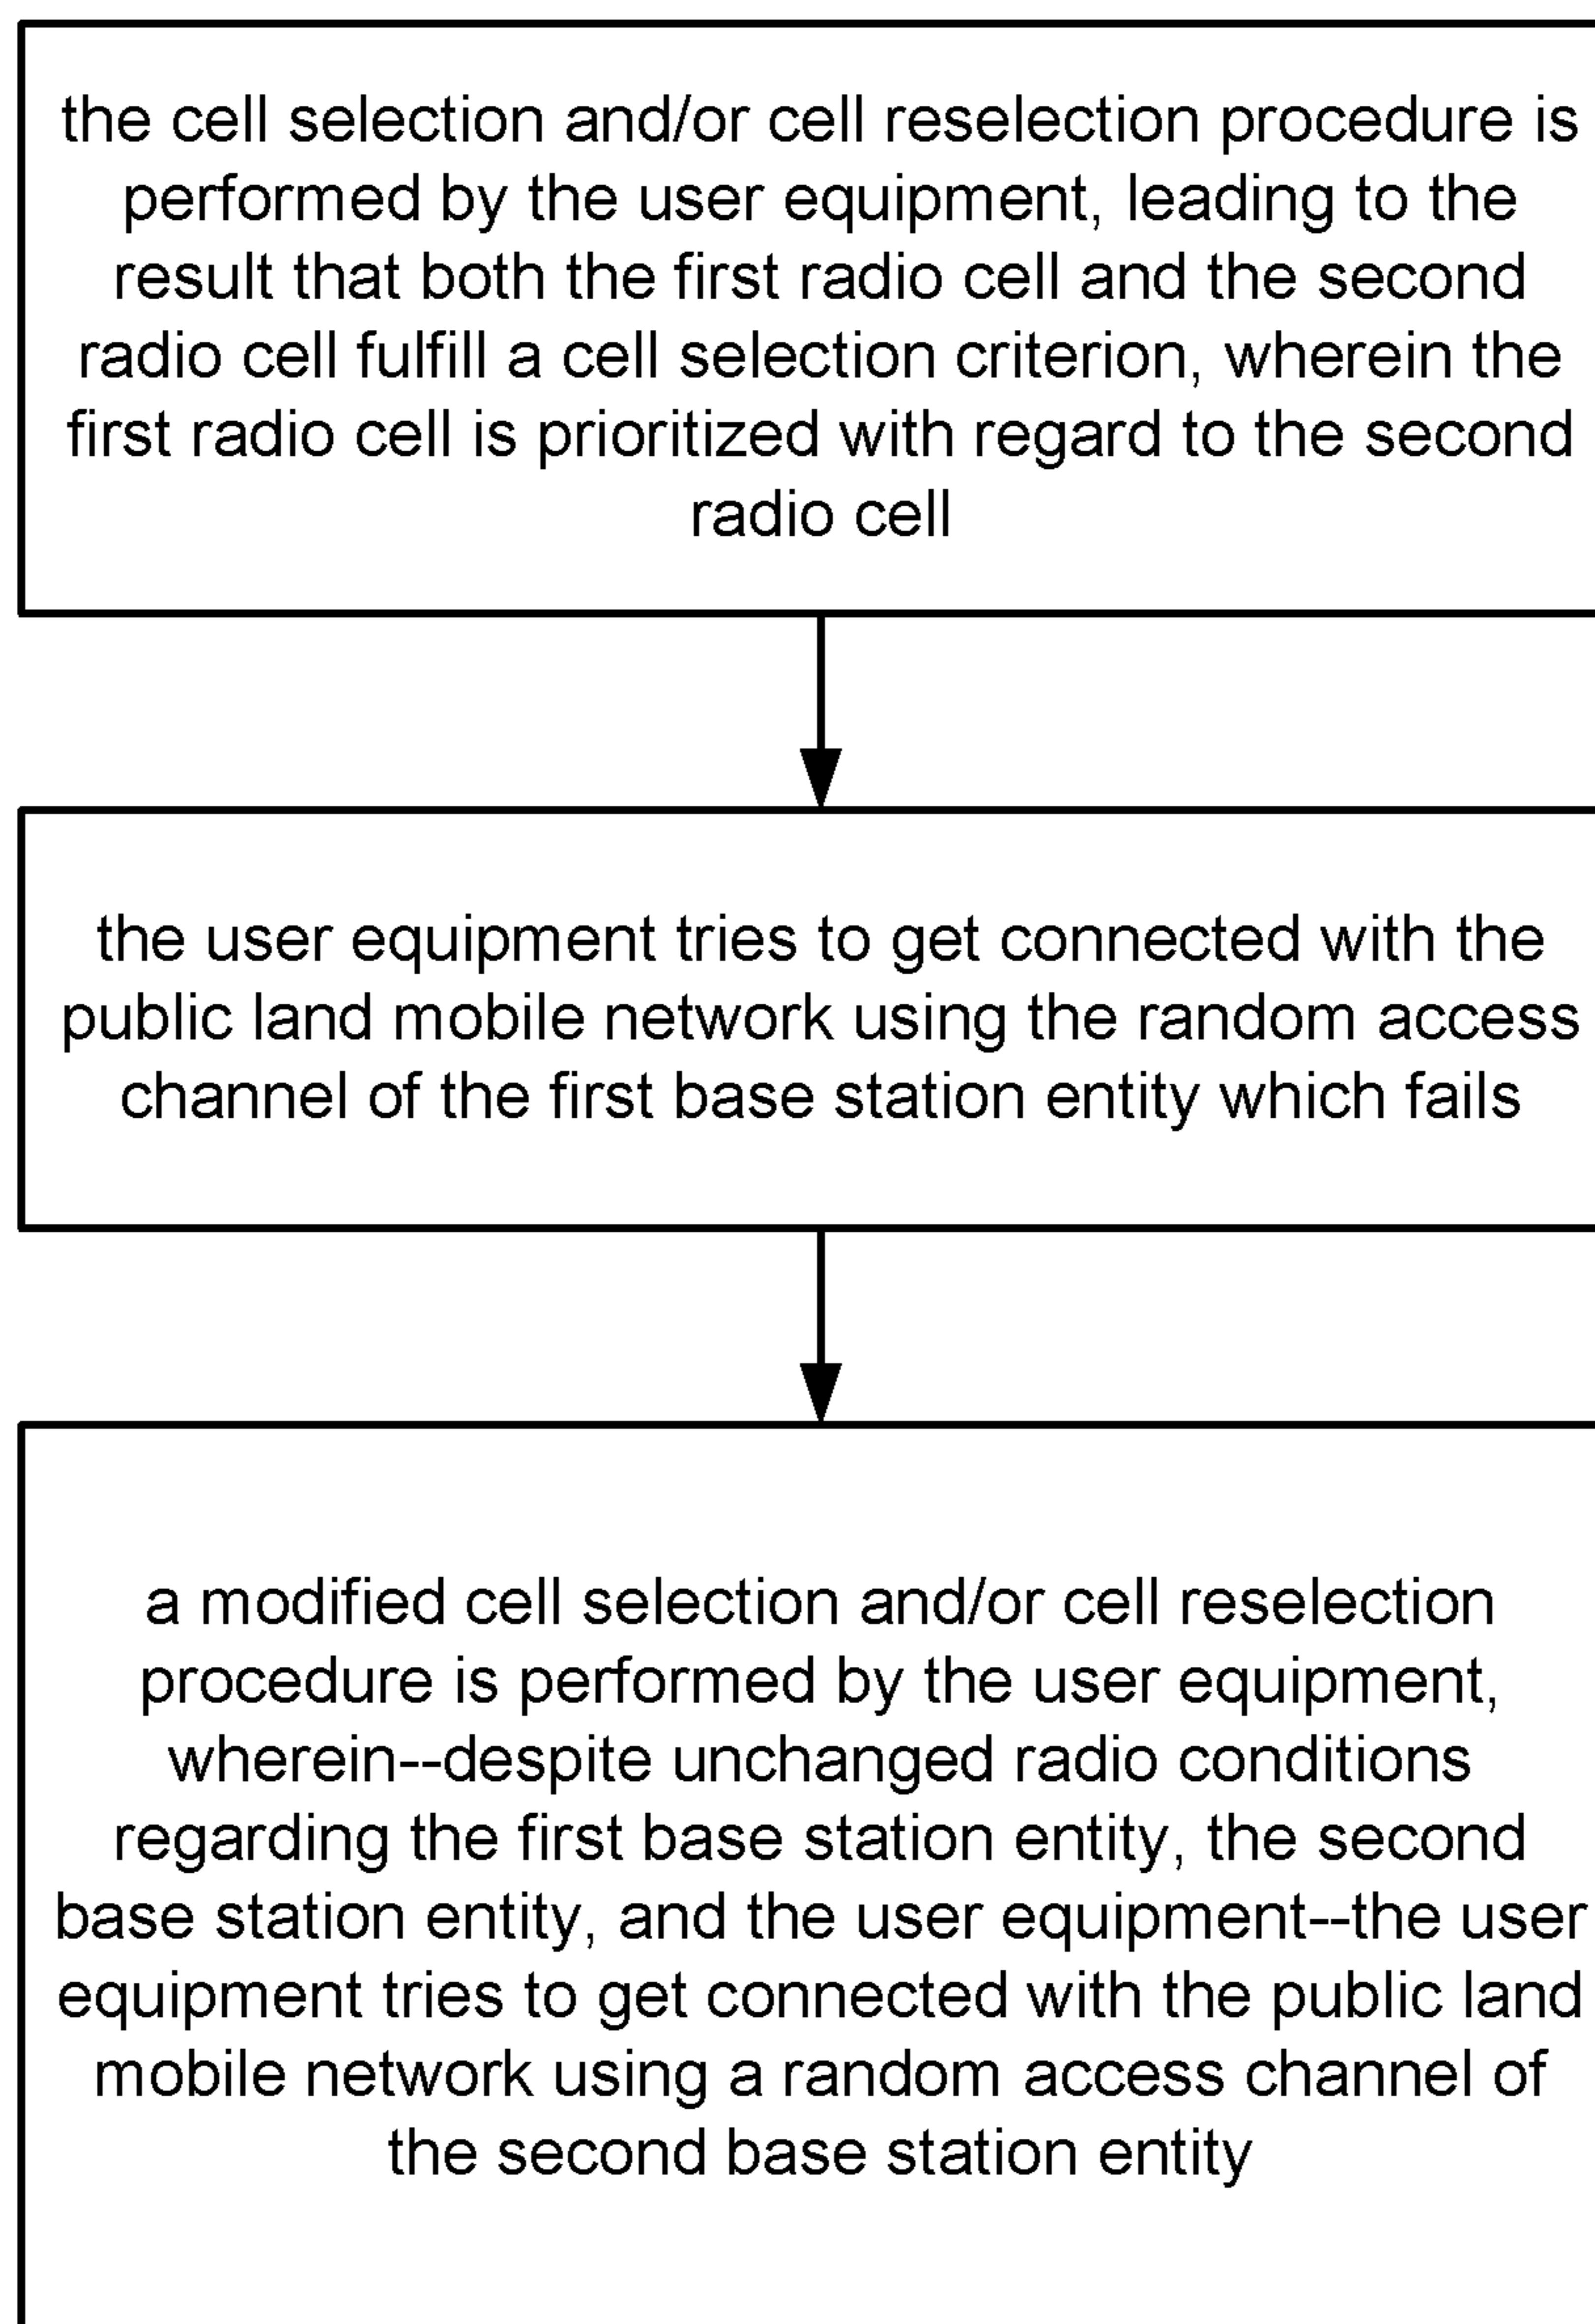 the cell selection and/or cell reselection procedure is
performed by the user equipment, leading to the
result that both the first radio cell and the second
radio cell fulfill a cell selection criterion, wherein the
first radio cell is prioritized with regard to the second
radio cell
the user equipment tries to get connected with the
public land mobile network using the random access
channel of the first base station entity which fails
a modified cell selection and/or cell reselection
procedure is performed by the user equipment,
wherein--despite unchanged radio conditions
regarding the first base station entity, the second
base station entity, and the user equipment--the user
equipment tries to get connected with the public land
mobile network using a random access channel of
the second base station entity